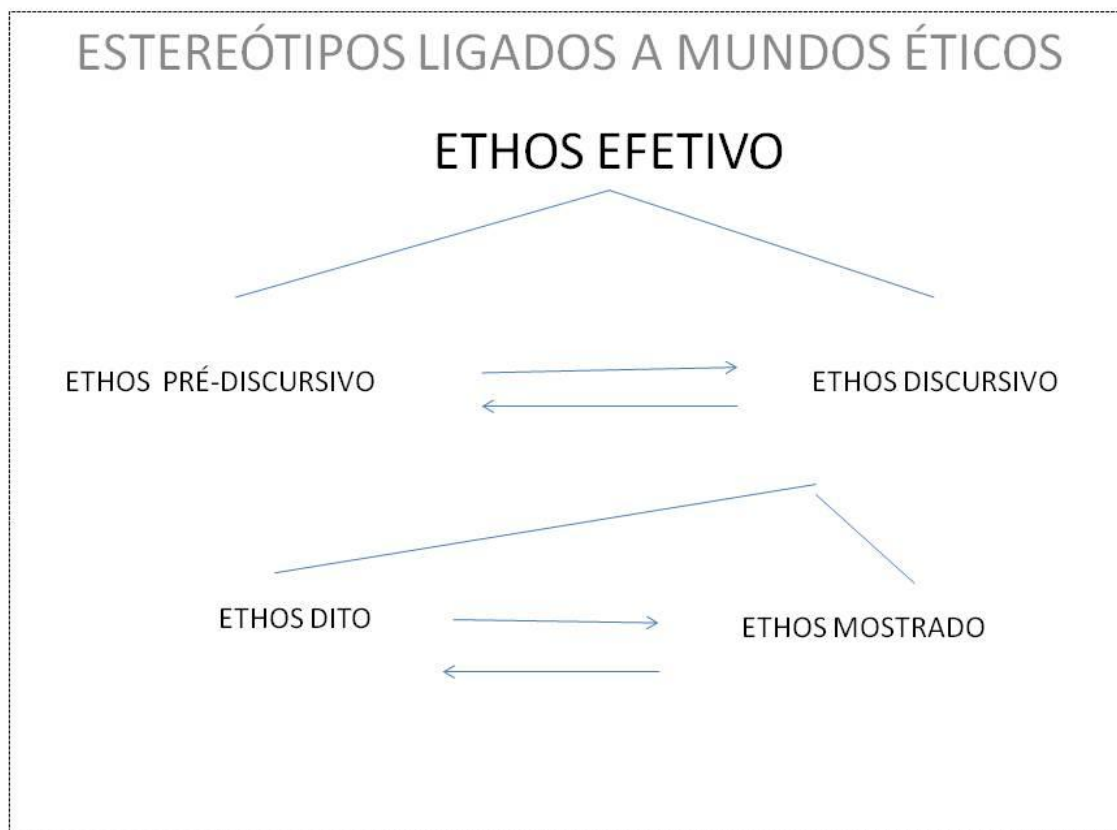 ESTEREÓTIPOS LIGADOS A MUNDOS ÉTICOS
ETHOS EFETIVO
ETHOS PRÉ-DISCURSIVO
ETHOS DISCURSIVO
ETHOS DITO
ETHOS MOSTRADO